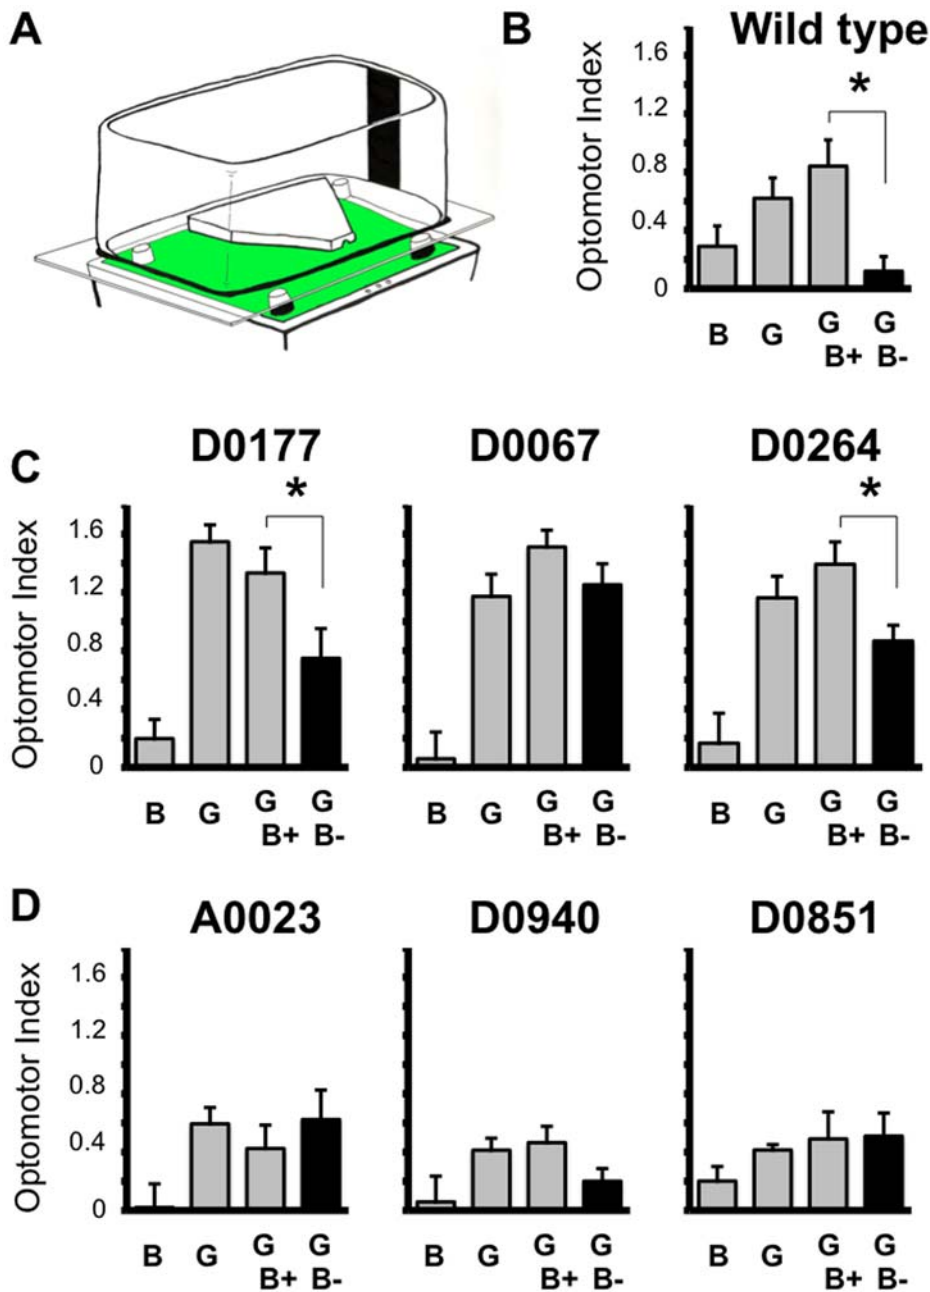 A
B
Wild type
*
Optomotor Index
1.6
1.2
0.8
0.4
0
B G G G
B+ B-
C
D0177 D0067 D0264
* *
Optomotor Index
1.6
1.2
0.8
0.4
0
B G G G B G G G B G G G
B+ B- B+ B- B+ B-
D
A0023 D0940 D0851
Optomotor Index
1.6
1.2
0.8
0.4
0
B G G G B G G G B G G G
B+ B- B+ B- B+ B-